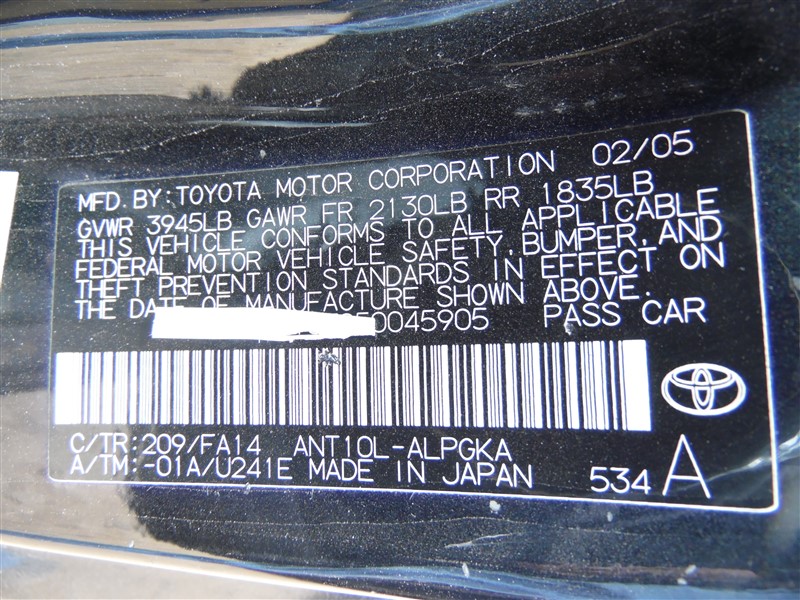 MFD. BY: TOYOTA MOTOR CORPORATION 02/05
GVWR 3945LB GAWR FR 2130LB RR 1835LB
THIS VEHICLE CONFORMS TO ALL APPLICABLE
FEDERAL MOTOR VEHICLE SAFETY, BUMPER, AND
THEFT PREVENTION STANDARDS IN EFFECT ON
THE DATE OF MANUFACTURE SHOWN ABOVE.
50045905 PASS CAR
C/TR: 209/FA14 ANT10L-ALPGKA
A/TM: -01A/U241E MADE IN JAPAN 534 A